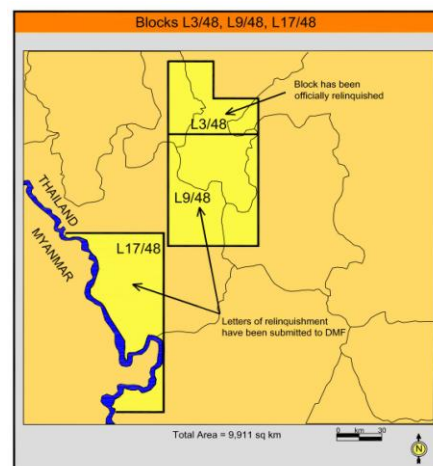 Blocks L3/48, L9/48, L17/48
Block has been
officially relinquished
L3/48
L9/48
THAILAND
MYANMAR
L17/48
Letters of relinquishment
have been submitted to DMF
Total Area = 9,911 sq km
0 km 30
N